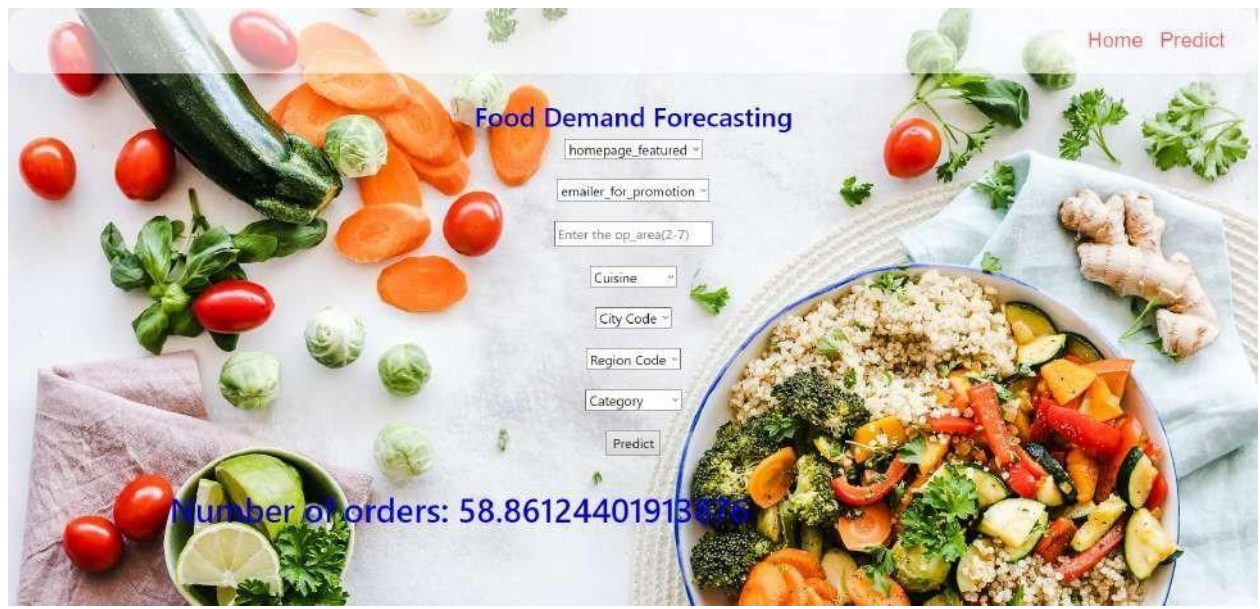 Home Predict
Food Demand Forecasting
homepage_featured
emailer_for_promotion
Enter the op_area(2-7)
Cuisine
City Code
Region Code
Category
Predict
Number of orders: 58.86124401913876